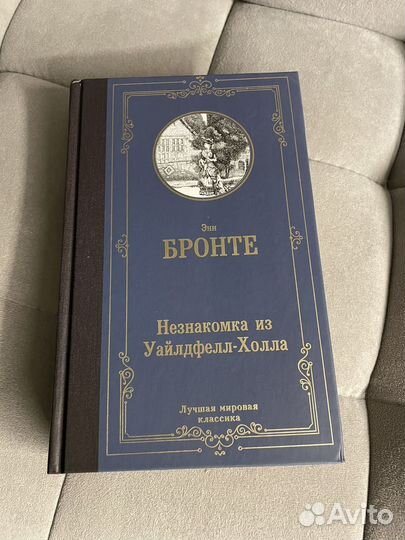 Энн
БРОНТЕ
Незнакомка из
Уайлдфелл-Холла
Лучшая мировая
классика
Avito